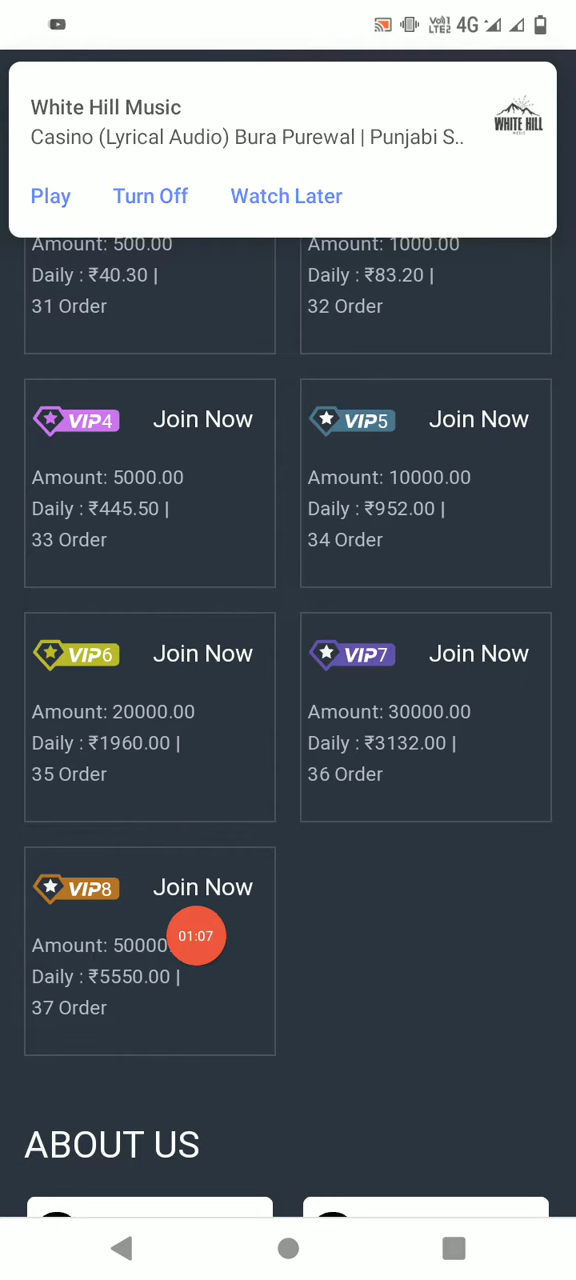 Vo))1
LTE2
4G
White Hill Music
Casino (Lyrical Audio) Bura Purewal | Punjabi S..
WHITE HILL
Play Turn Off Watch Later
Amount: 500.00
Daily : ₹40.30 |
31 Order
Amount: 1000.00
Daily : ₹83.20 |
32 Order
VIP4 Join Now
Amount: 5000.00
Daily : ₹445.50 |
33 Order
VIP5 Join Now
Amount: 10000.00
Daily : ₹952.00 |
34 Order
VIP6 Join Now
Amount: 20000.00
Daily : ₹1960.00 |
35 Order
VIP7 Join Now
Amount: 30000.00
Daily : ₹3132.00 |
36 Order
VIP8 Join Now
01:07
Amount: 50000
Daily : ₹5550.00 |
37 Order
ABOUT US